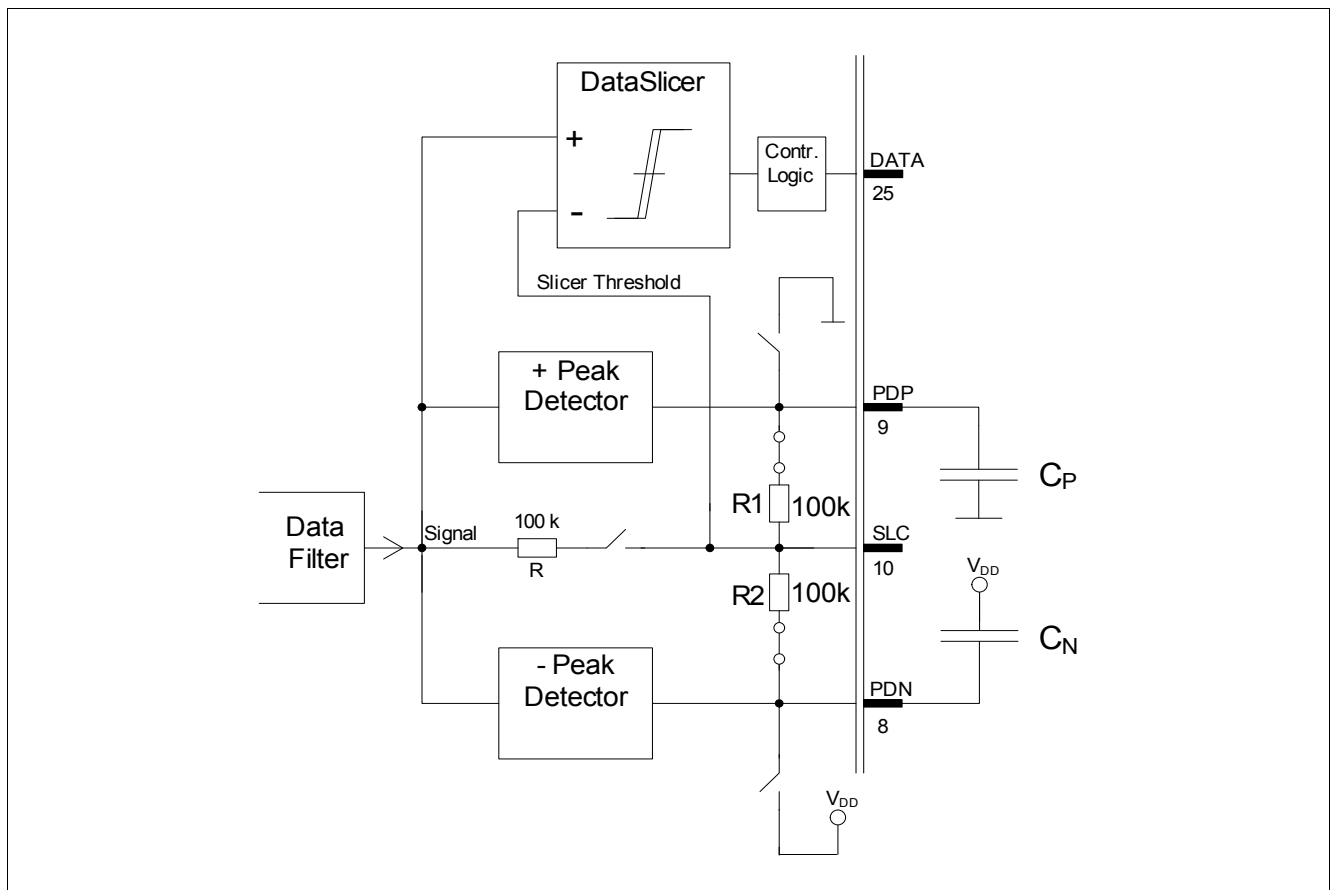 DataSlicer
+
-
Contr.
Logic
DATA
25
Slicer Threshold
+ Peak
Detector
PDP
9
CP
R1
100k
Data
Filter
Signal
100 k
R
SLC
10
R2
100k
VDD
CN
- Peak
Detector
PDN
8
VDD